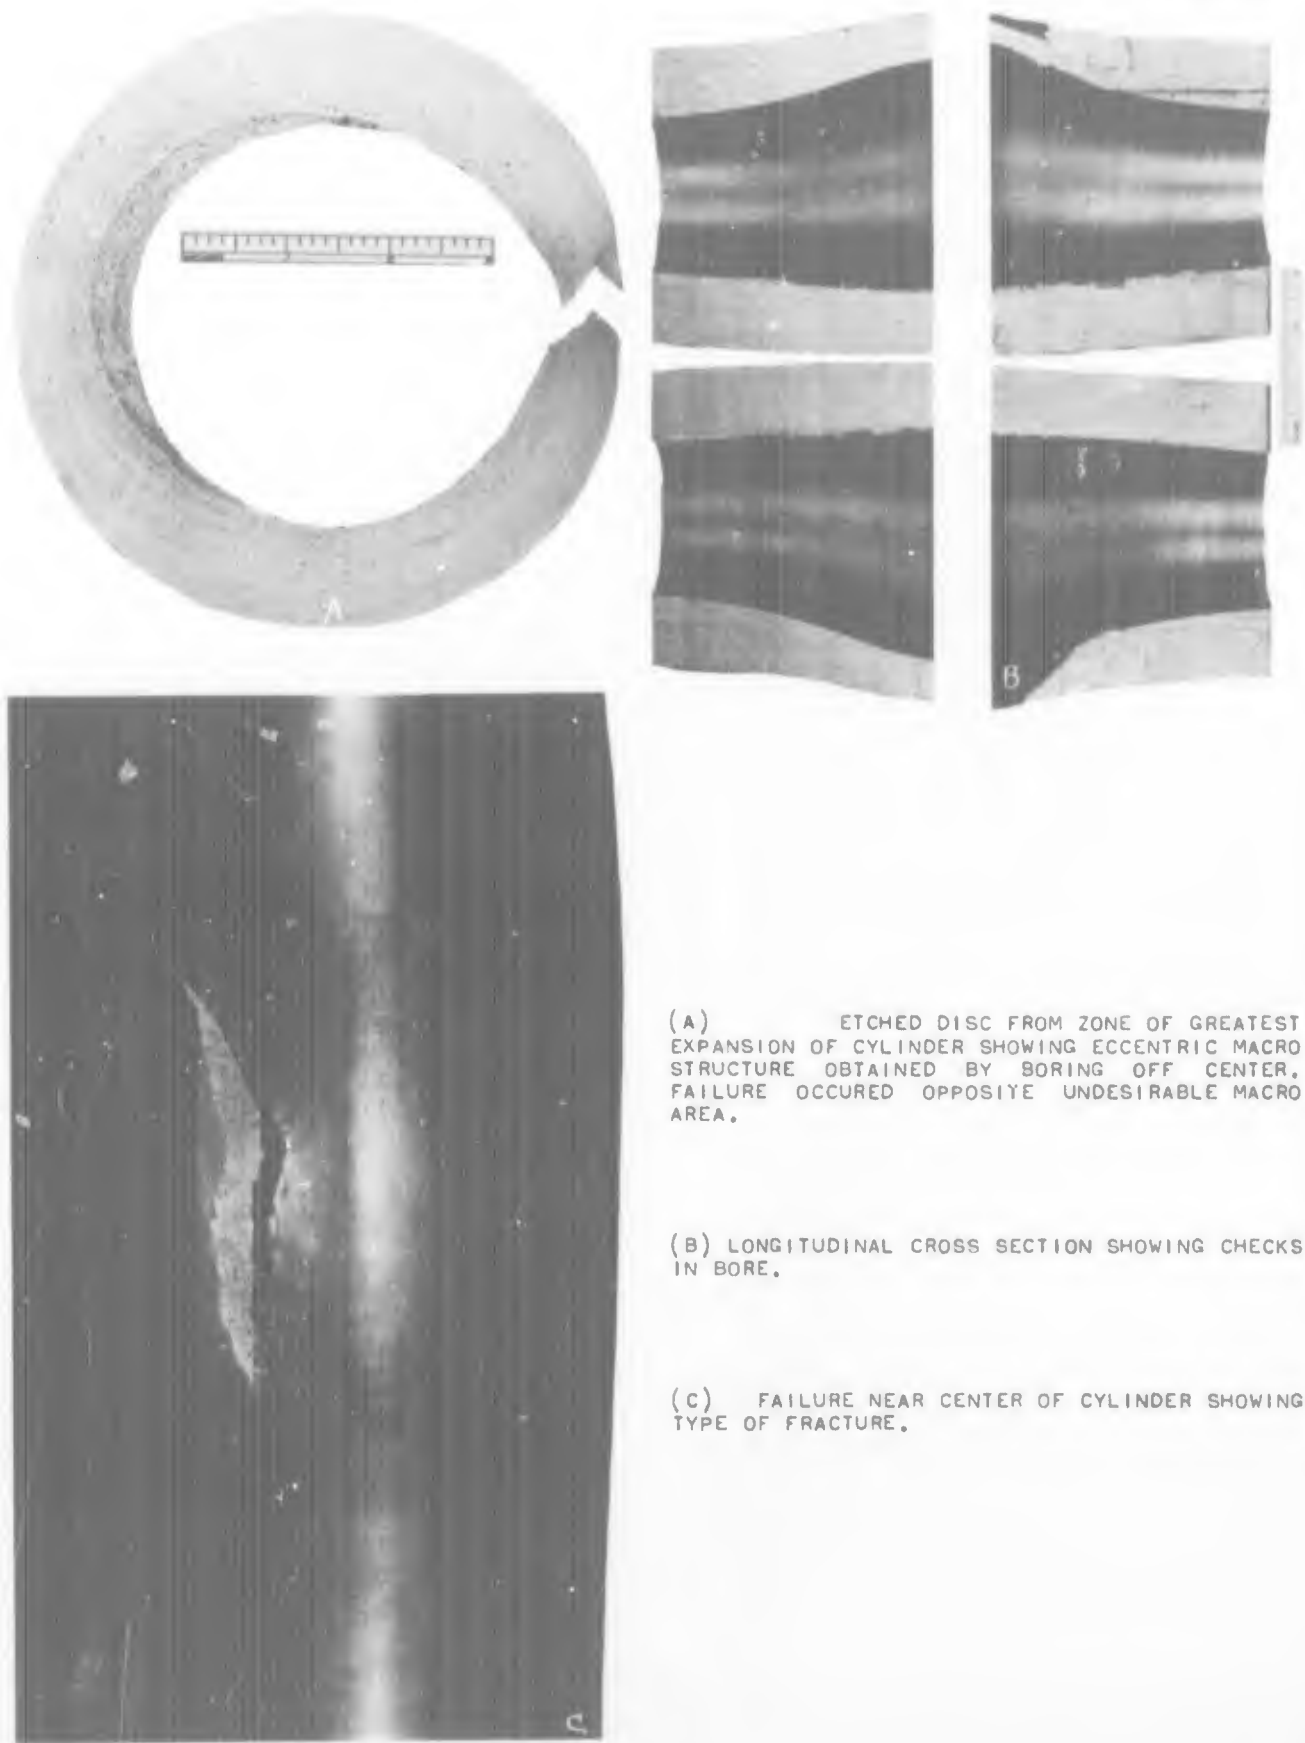 A
B
(A) ETCHED DISC FROM ZONE OF GREATEST
EXPANSION OF CYLINDER SHOWING ECCENTRIC MACRO
STRUCTURE OBTAINED BY BORING OFF CENTER.
FAILURE OCCURED OPPOSITE UNDESIRABLE MACRO
AREA.
(B) LONGITUDINAL CROSS SECTION SHOWING CHECKS
IN BORE.
(C) FAILURE NEAR CENTER OF CYLINDER SHOWING
TYPE OF FRACTURE.
C